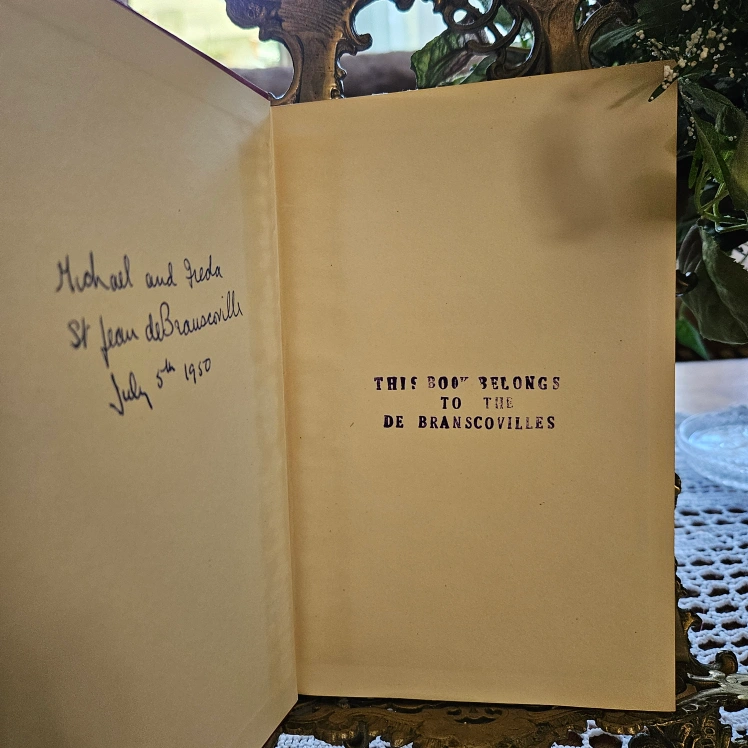 Michael and Freda
St Jean deBranscoville
July 5th 1950
THIS BOOK BELONGS
TO THE
DE BRANSCOVILLES